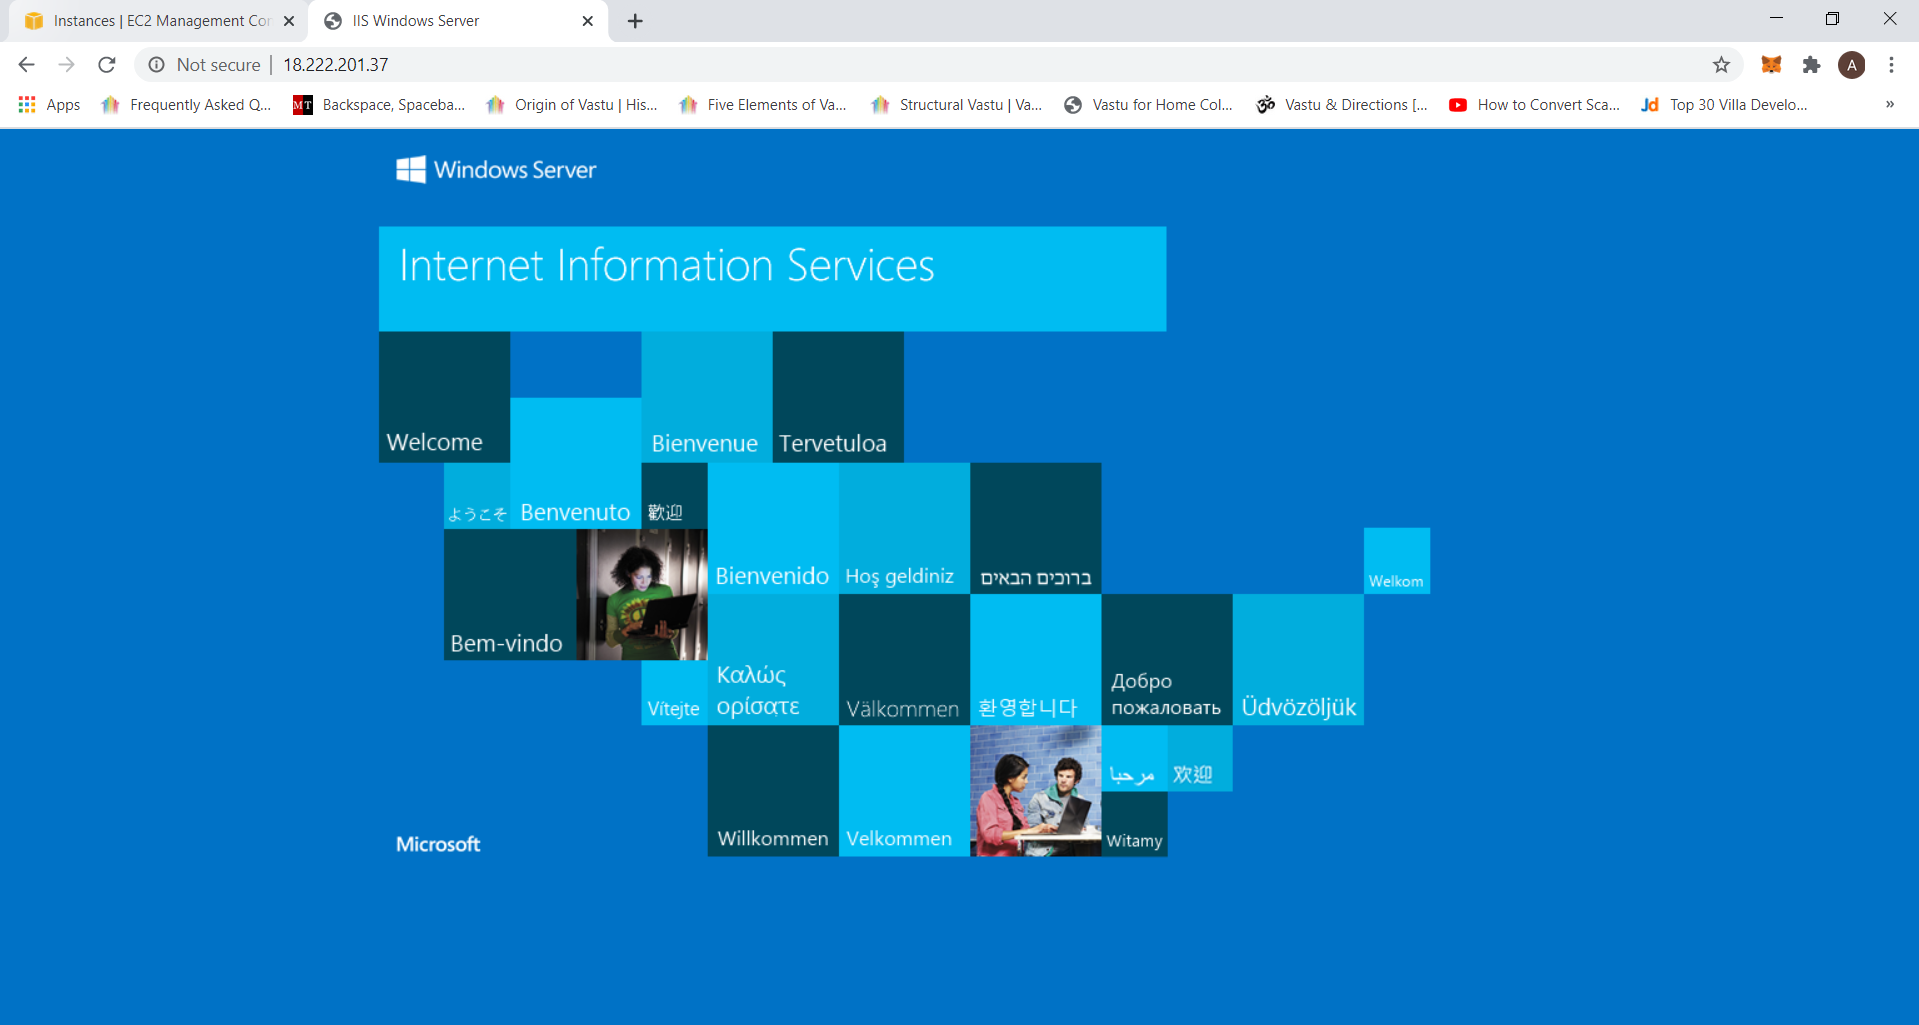 Instances | EC2 Management Con
IIS Windows Server
Not secure | 18.222.201.37
A
Apps
Frequently Asked Q...
MT
Backspace, Spaceba...
Origin of Vastu | His...
Five Elements of Va...
Structural Vastu | Va...
Vastu for Home Col...
ॐ
Vastu & Directions [...
How to Convert Sca...
Jd
Top 30 Villa Develo...
»
Windows Server
Internet Information Services
Welcome
Bienvenue
Tervetuloa
ようこそ
Benvenuto
歡迎
Bienvenido
Hoş geldiniz
ברוכים הבאים
Welkom
Bem-vindo
Καλώς
ορίσατε
Vítejte
Välkommen
환영합니다
Добро
пожаловать
Üdvözöljük
مرحبا
欢迎
Willkommen
Velkommen
Witamy
Microsoft